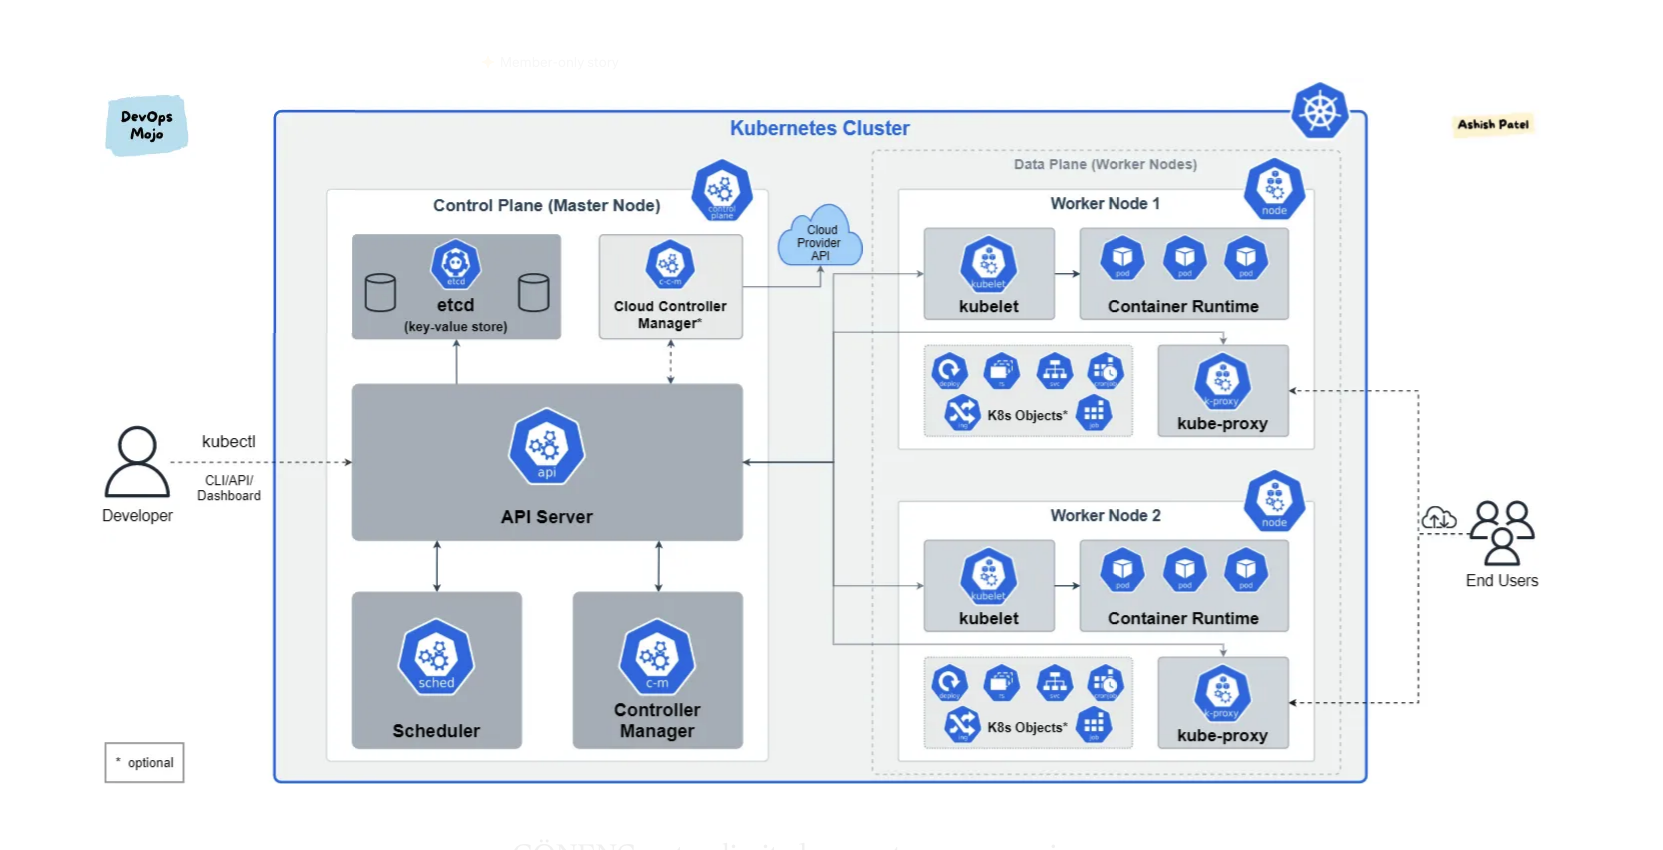 Member-only story
DevOps
Mojo
Ashish Patel
Kubernetes Cluster
Data Plane (Worker Nodes)
Control Plane (Master Node)
control
plane
etcd
etcd
(key-value store)
c-c-m
Cloud Controller
Manager*
Cloud
Provider
API
api
API Server
sched
Scheduler
c-m
Controller
Manager
kubectl
CLI/API/
Dashboard
Developer
Worker Node 1
node
kubelet
kubelet
pod
pod
pod
Container Runtime
deploy
rs
svc
cronjob
ing
K8s Objects*
job
k-proxy
kube-proxy
Worker Node 2
node
kubelet
kubelet
pod
pod
pod
Container Runtime
deploy
rs
svc
cronjob
ing
K8s Objects*
job
k-proxy
kube-proxy
End Users
* optional